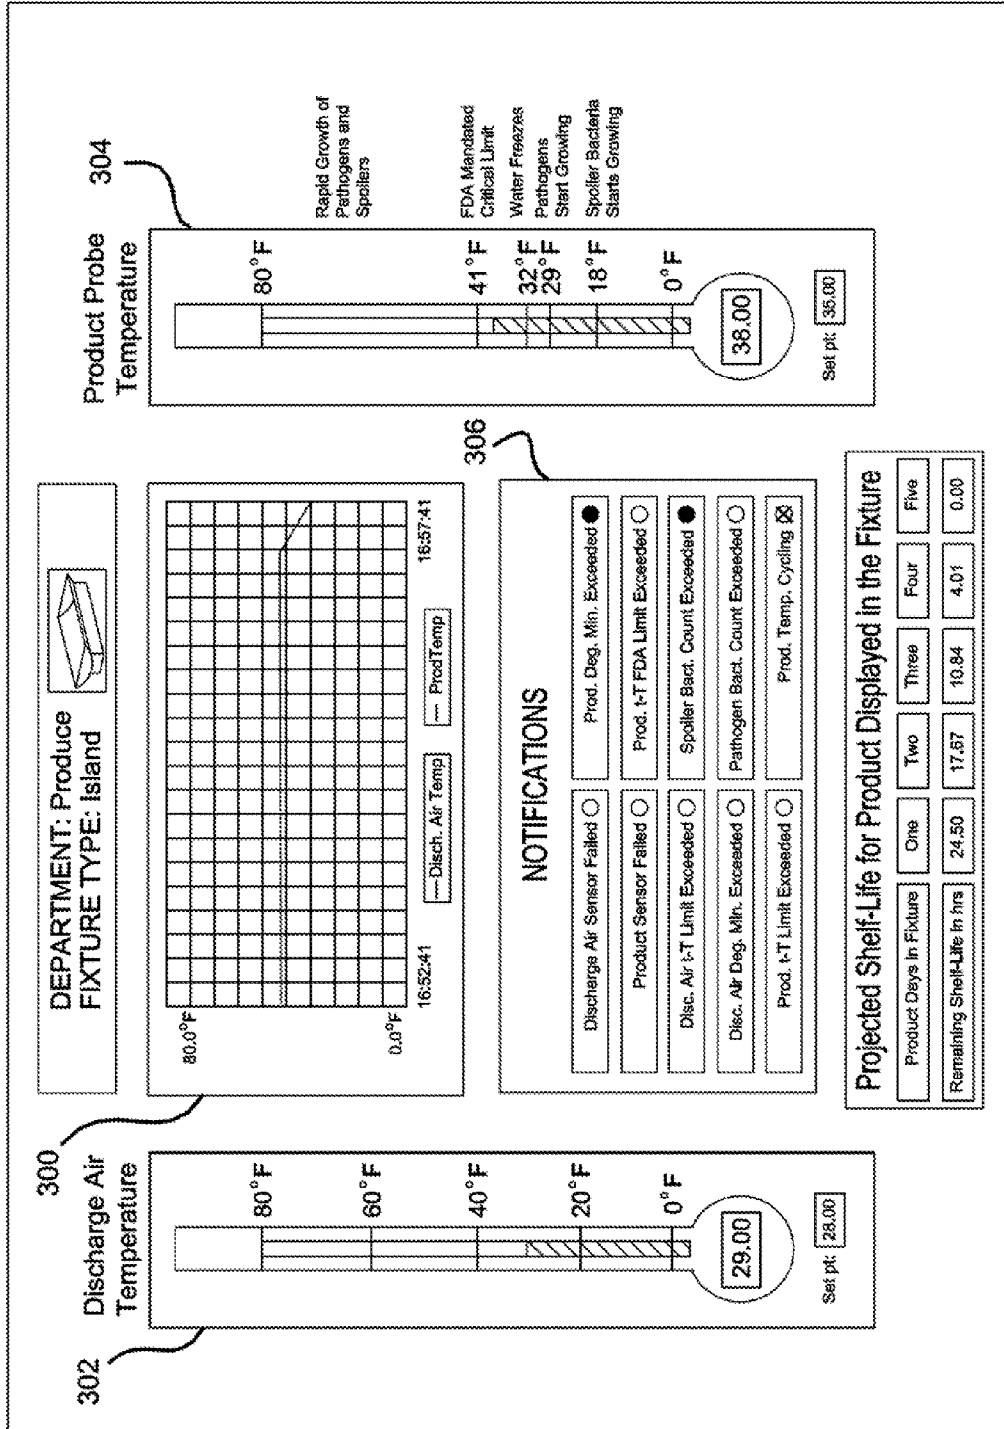 302
Discharge Air
Temperature
80°F
60°F
40°F
20°F
0°F
29.00
Set pt: 28.00
300
DEPARTMENT: Produce
FIXTURE TYPE: Island
80.0°F
0.0°F
16:52:41
16:57:41
Disch. Air Temp
ProdTemp
306
NOTIFICATIONS
Discharge Air Sensor Failed
Prod. Deg. Min. Exceeded
Product Sensor Failed
Prod. t-T FDA Limit Exceeded
Disc. Air t-T Limit Exceeded
Spoiler Bact. Count Exceeded
Disc. Air Deg. Min. Exceeded
Pathogen Bact. Count Exceeded
Prod. t-T Limit Exceeded
Prod. Temp. Cycling
Projected Shelf-Life for Product Displayed in the Fixture
Product Days In Fixture One Two Three Four Five
Remaining Shelf-Life In hrs 24.50 17.67 10.84 4.01 0.00
304
Product Probe
Temperature
80°F
41°F
32°F
29°F
18°F
0°F
38.00
Set pt: 35.00
Rapid Growth of
Pathogens and
Spoilers
FDA Mandated
Critical Limit
Water Freezes
Pathogens
Start Growing
Spoiler Bacteria
Starts Growing